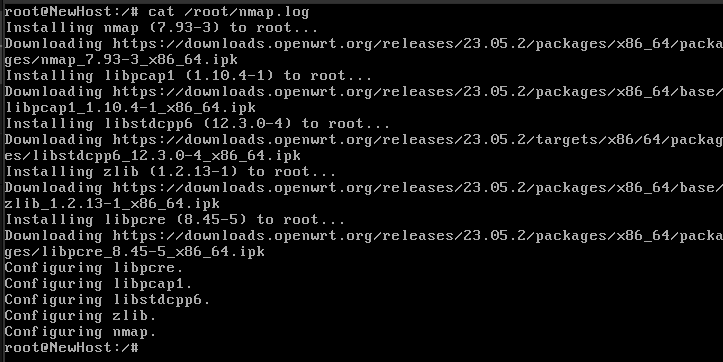 root@NewHost:/# cat /root/nmap.log
Installing nmap (7.93-3) to root...
Downloading https://downloads.openwrt.org/releases/23.05.2/packages/x86_64/packa
ges/nmap_7.93-3_x86_64.ipk
Installing libpcap1 (1.10.4-1) to root...
Downloading https://downloads.openwrt.org/releases/23.05.2/packages/x86_64/base/
libpcap1_1.10.4-1_x86_64.ipk
Installing libstdcpp6 (12.3.0-4) to root...
Downloading https://downloads.openwrt.org/releases/23.05.2/targets/x86/64/packag
es/libstdcpp6_12.3.0-4_x86_64.ipk
Installing zlib (1.2.13-1) to root...
Downloading https://downloads.openwrt.org/releases/23.05.2/packages/x86_64/base/
zlib_1.2.13-1_x86_64.ipk
Installing libpcre (8.45-5) to root...
Downloading https://downloads.openwrt.org/releases/23.05.2/packages/x86_64/packa
ges/libpcre_8.45-5_x86_64.ipk
Configuring libpcre.
Configuring libpcap1.
Configuring libstdcpp6.
Configuring zlib.
Configuring nmap.
root@NewHost:/#